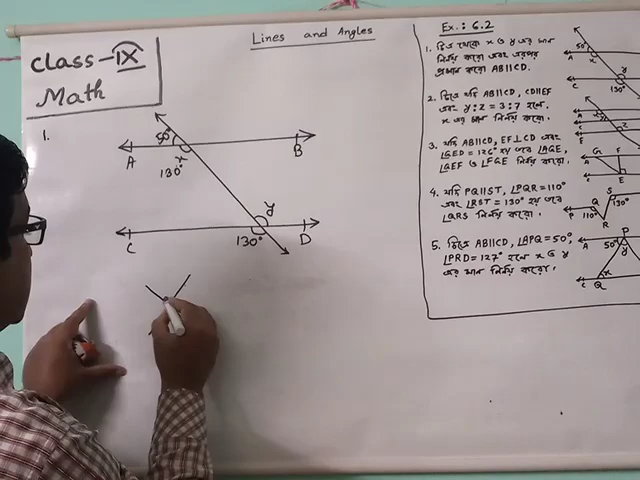 Class-IX
Math
Lines and Angles
1.
50°
x
130°
A
B
y
130°
C
D
Ex.: 6.2
1. চিত্র থেকে x ও y এর মান
নির্ণয় করো এবং তারপর
প্রমাণ করো AB||CD.
50°
A
x
y
C
130°
2. চিত্রে যদি AB||CD, CD||EF
এবং y:z = 3:7 হলে,
x এর মান নির্ণয় করো.
A
C
E
z
3. যদি AB||CD, EF⊥CD এবং
∠GED = 126° হয় তবে ∠AGE,
∠GEF ও ∠FGE নির্ণয় করো.
G F
A
C
E
4. যদি PQ||ST, ∠PQR = 110°
এবং ∠RST = 130° হয় তবে
∠QRS নির্ণয় করো.
S
130°
Q
P
110°
R
5. চিত্রে AB||CD, ∠APQ = 50°,
∠PRD = 127° হলে x ও y
এর মান নির্ণয় করো.
P
A
50°
y
x
C Q